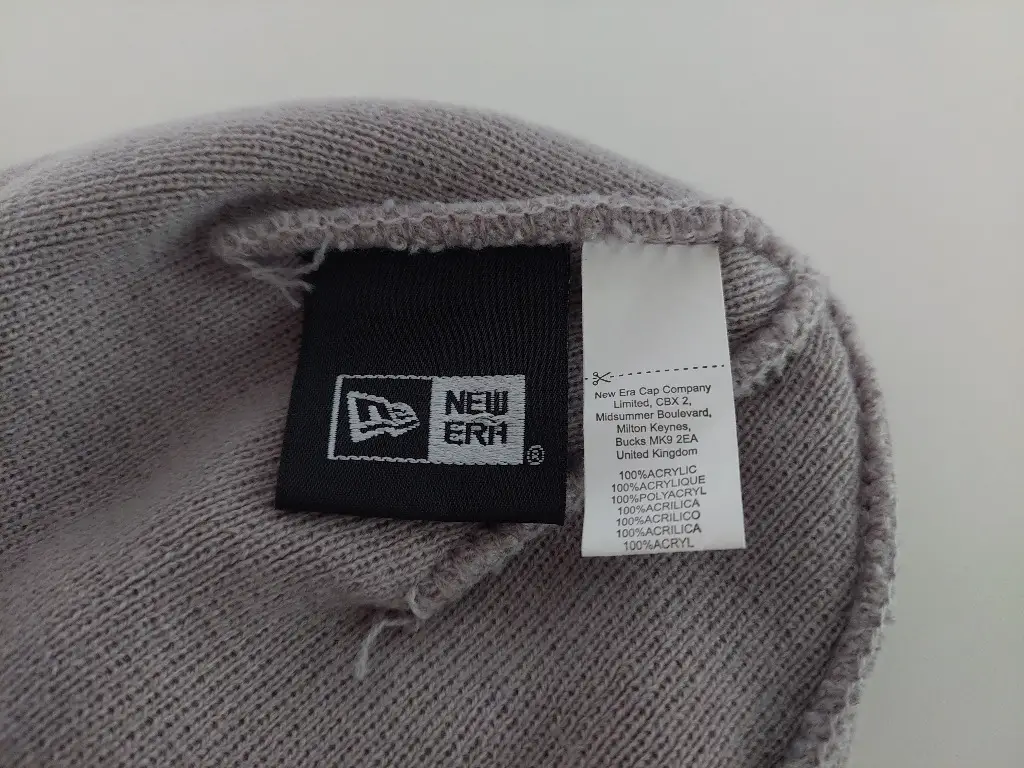 NEW
ERA
®
New Era Cap Company
Limited, CBX 2,
Midsummer Boulevard,
Milton Keynes,
Bucks MK9 2EA
United Kingdom
100%ACRYLIC
100%ACRYLIQUE
100%POLYACRYL
100%ACRILICA
100%ACRILICO
100%ACRILICA
100%ACRYL